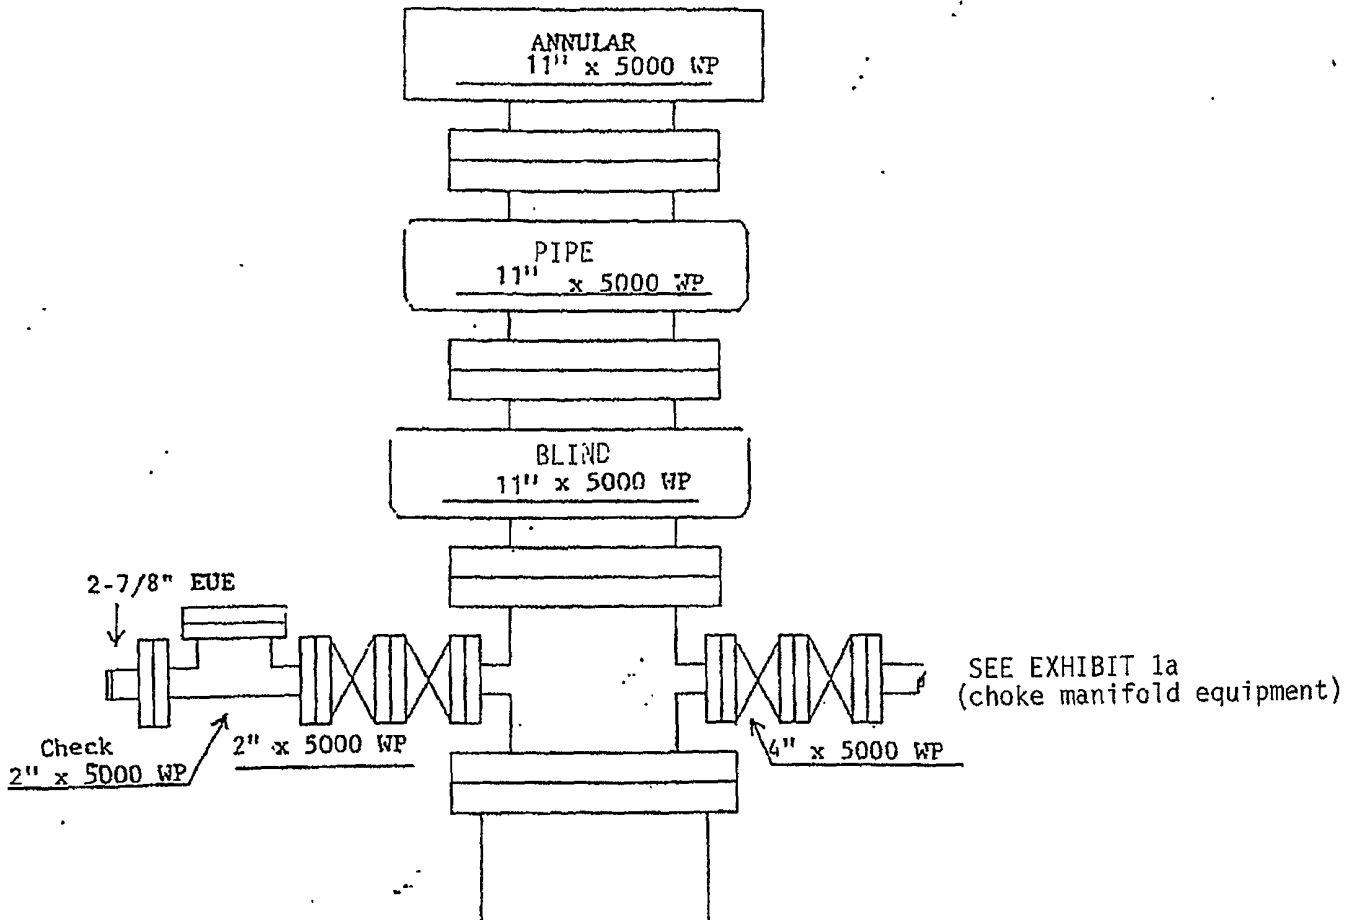 ANNULAR
11" x 5000 WP
PIPE
11" x 5000 WP
BLIND
11" x 5000 WP
2-7/8" EUE
SEE EXHIBIT 1a
(choke manifold equipment)
Check
2" x 5000 WP
2" x 5000 WP
4" x 5000 WP